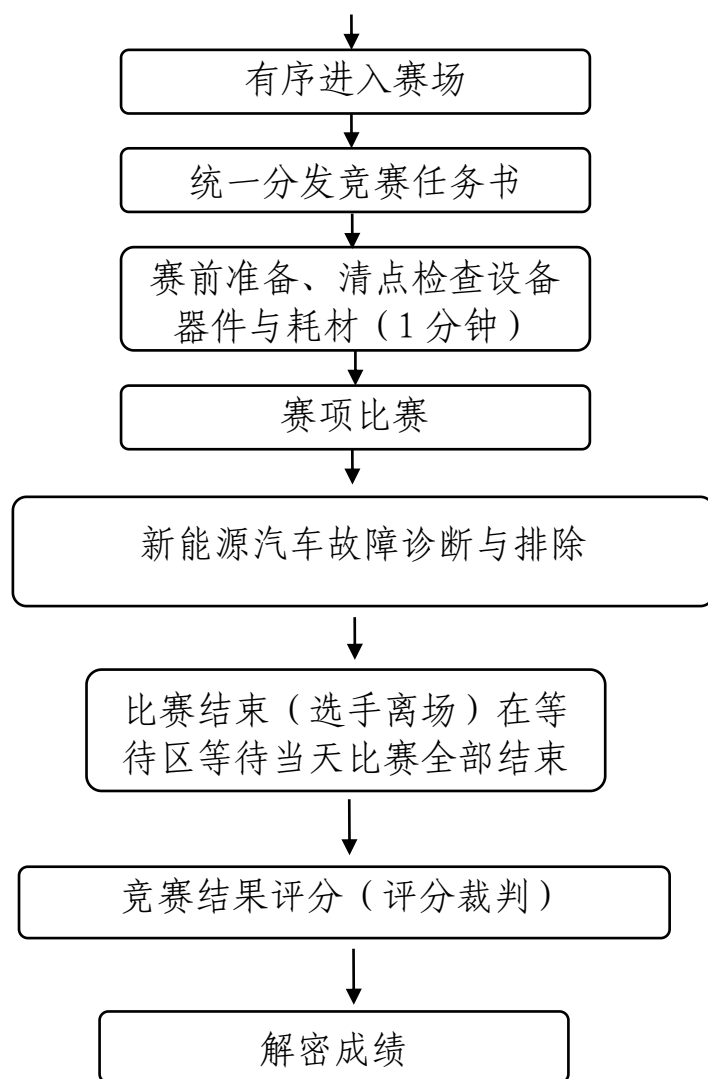 有序进入赛场
统一分发竞赛任务书
赛前准备、清点检查设备
器件与耗材（1分钟）
赛项比赛
新能源汽车故障诊断与排除
比赛结束（选手离场）在等
待区等待当天比赛全部结束
竞赛结果评分（评分裁判）
解密成绩